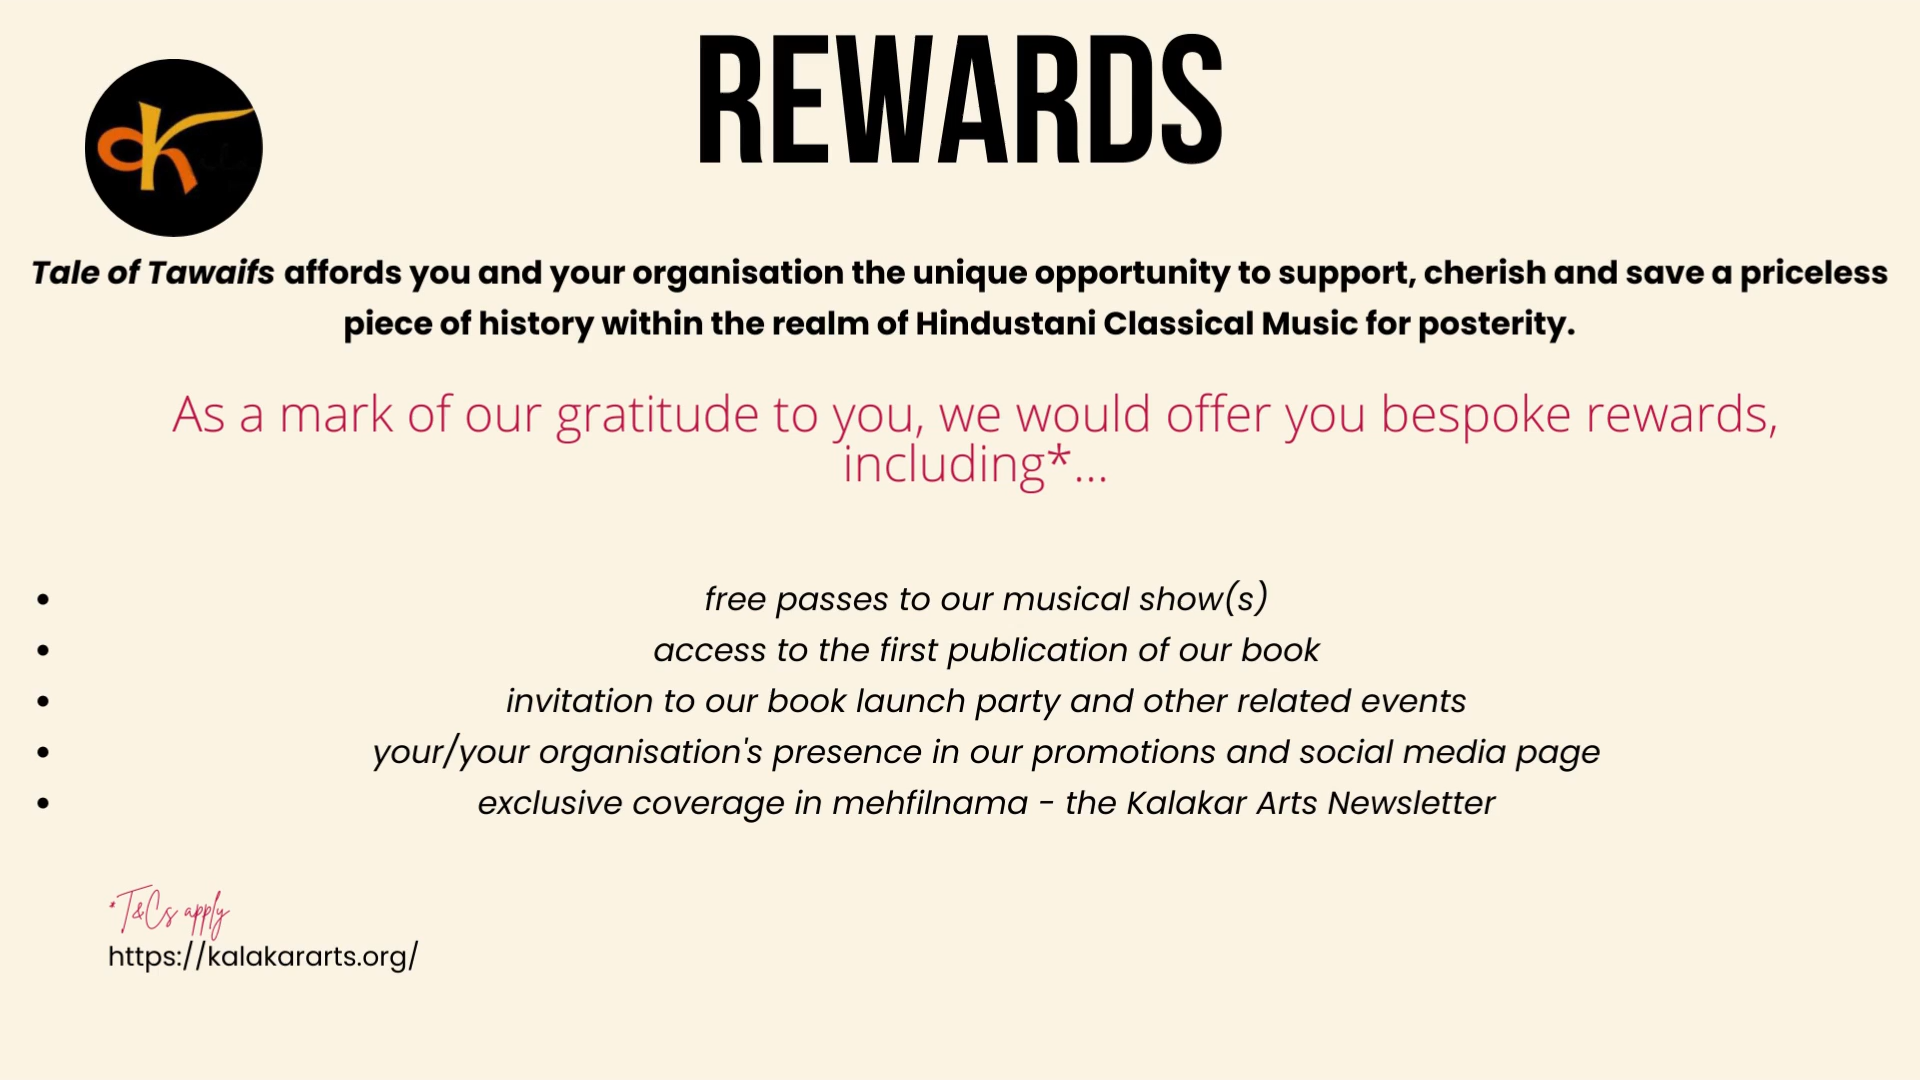 REWARDS
K
Tale of Tawaifs affords you and your organisation the unique opportunity to support, cherish and save a priceless
piece of history within the realm of Hindustani Classical Music for posterity.
As a mark of our gratitude to you, we would offer you bespoke rewards,
including*...
• free passes to our musical show(s)
• access to the first publication of our book
• invitation to our book launch party and other related events
• your/your organisation's presence in our promotions and social media page
• exclusive coverage in mehfilnama - the Kalakar Arts Newsletter
*T&Cs apply
https://kalakararts.org/